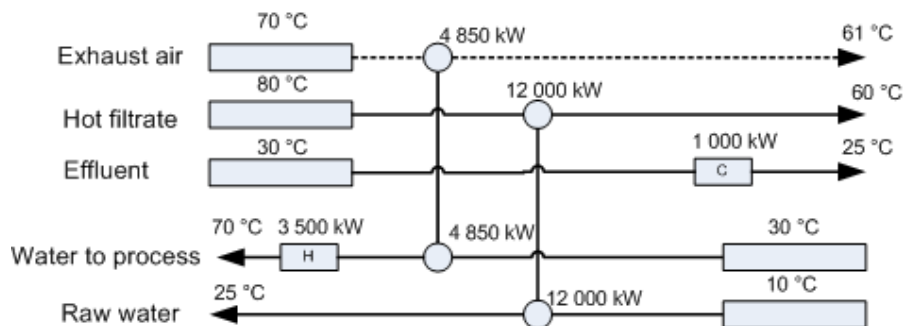 70 °C
4 850 kW
61 °C
Exhaust air
80 °C
12 000 kW
60 °C
Hot filtrate
30 °C
1 000 kW
25 °C
Effluent
C
70 °C
3 500 kW
4 850 kW
30 °C
Water to process
H
25 °C
12 000 kW
10 °C
Raw water